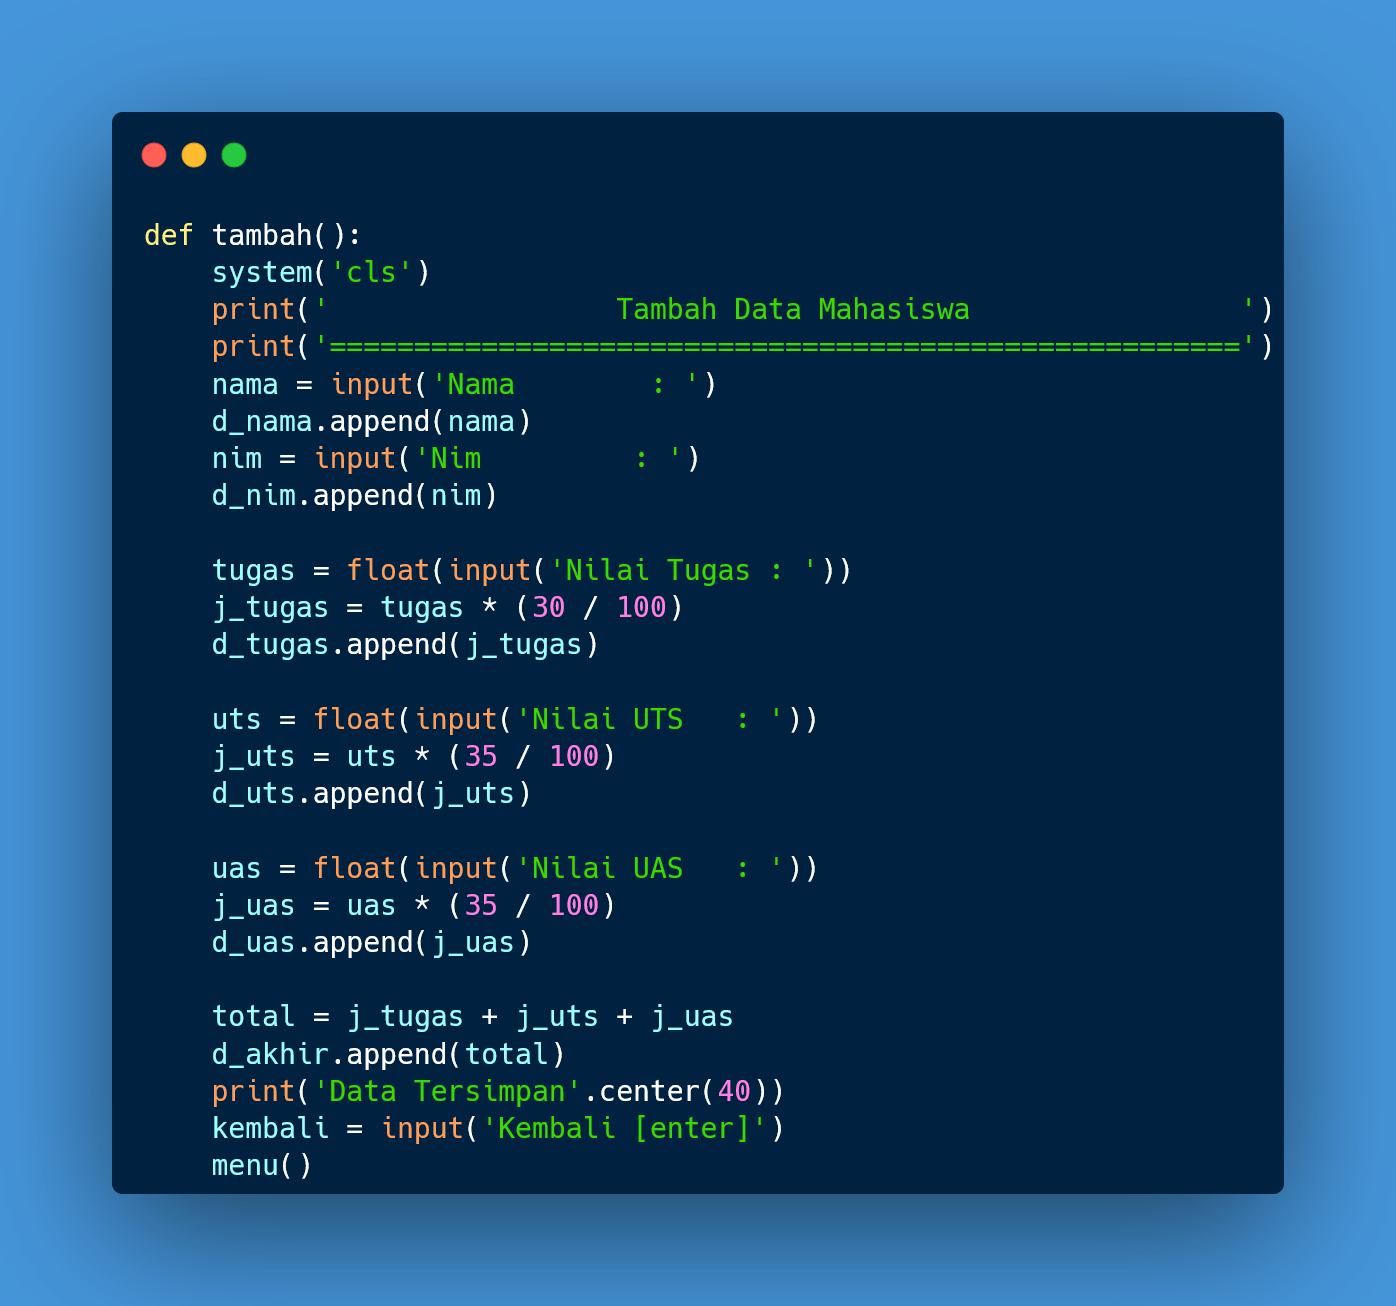 def tambah():
    system('cls')
    print('                 Tambah Data Mahasiswa                ')
    print('======================================================')
    nama = input('Nama        : ')
    d_nama.append(nama)
    nim = input('Nim         : ')
    d_nim.append(nim)

    tugas = float(input('Nilai Tugas : '))
    j_tugas = tugas * (30 / 100)
    d_tugas.append(j_tugas)

    uts = float(input('Nilai UTS   : '))
    j_uts = uts * (35 / 100)
    d_uts.append(j_uts)

    uas = float(input('Nilai UAS   : '))
    j_uas = uas * (35 / 100)
    d_uas.append(j_uas)

    total = j_tugas + j_uts + j_uas
    d_akhir.append(total)
    print('Data Tersimpan'.center(40))
    kembali = input('Kembali [enter]')
    menu()